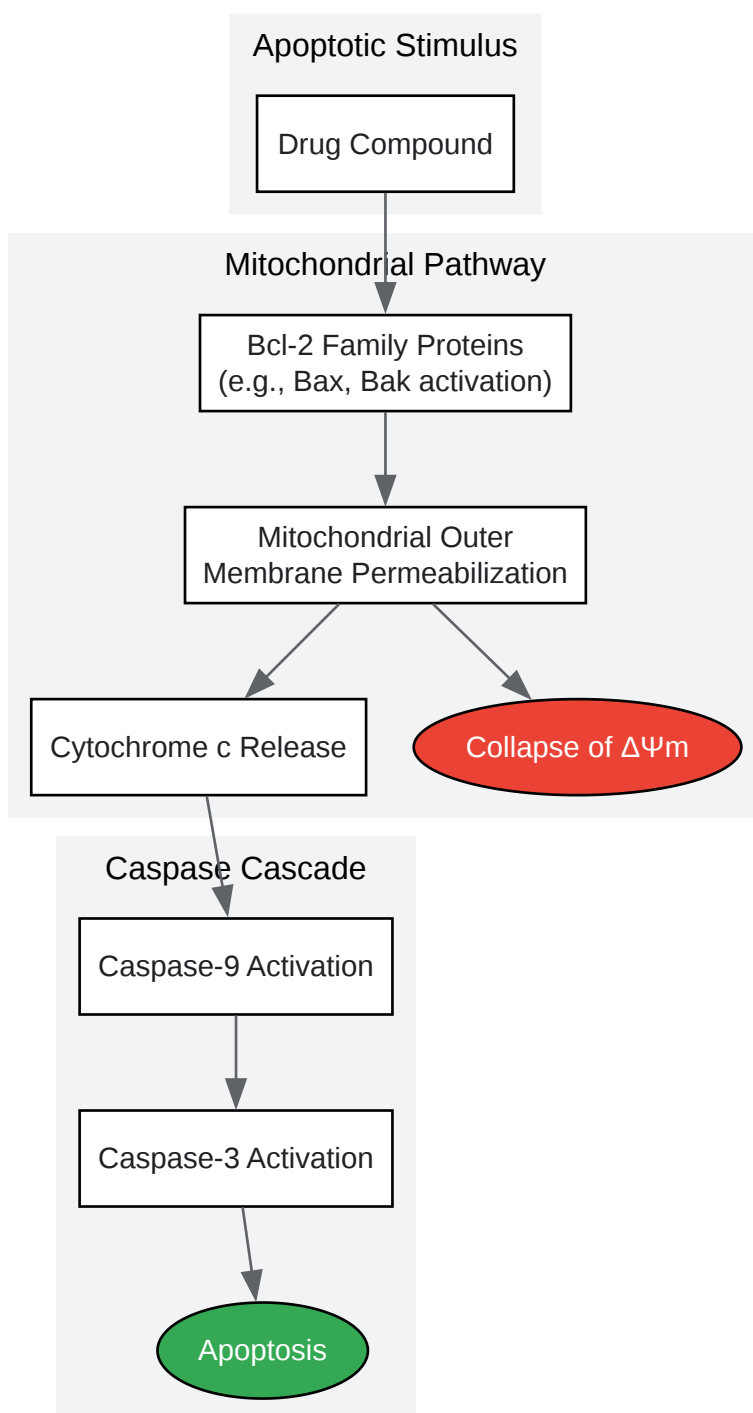 Apoptotic Stimulus
Drug Compound
Mitochondrial Pathway
Bcl-2 Family Proteins
(e.g., Bax, Bak activation)
Mitochondrial Outer
Membrane Permeabilization
Cytochrome c Release
Collapse of ΔΨm
Caspase Cascade
Caspase-9 Activation
Caspase-3 Activation
Apoptosis